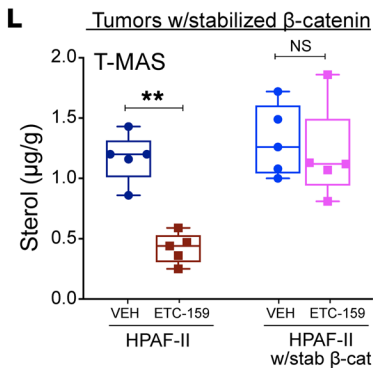 L
Tumors w/stabilized β-catenin
T-MAS
NS
**
Sterol (µg/g)
2.0
1.5
1.0
0.5
0.0
VEH ETC-159 VEH ETC-159
HPAF-II HPAF-II
w/stab β-cat